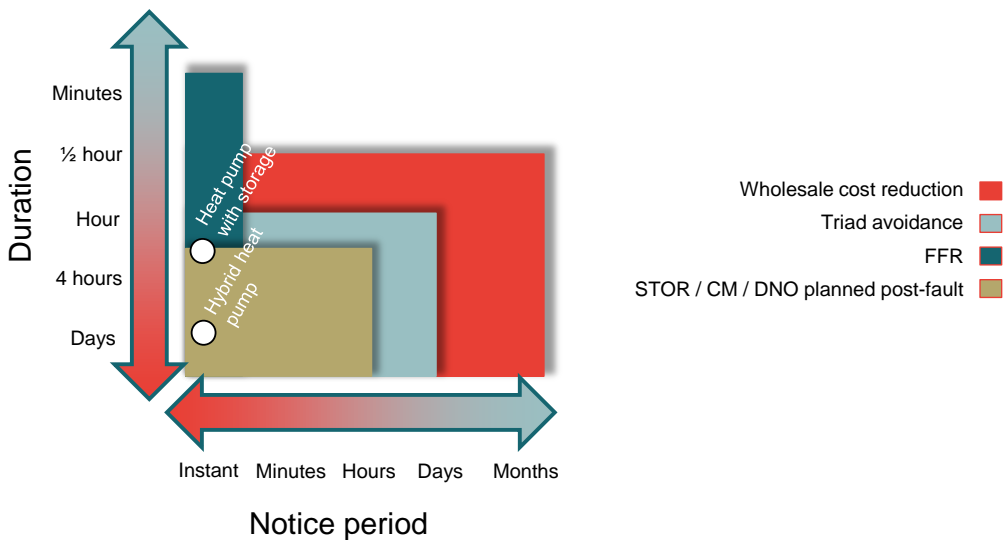 Duration
Minutes
½ hour
Hour
4 hours
Days
Heat pump
with storage
Hybrid heat
pump
Instant
Minutes
Hours
Days
Months
Notice period
Wholesale cost reduction
Triad avoidance
FFR
STOR / CM / DNO planned post-fault